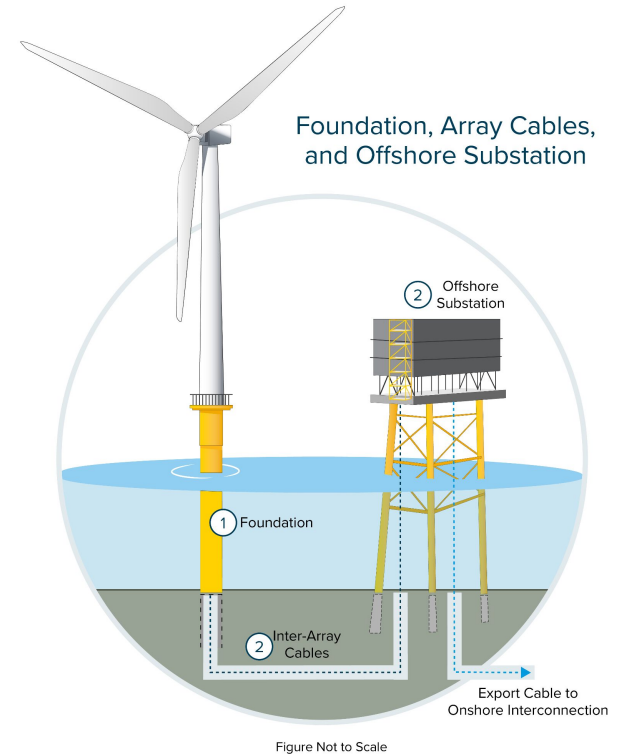 Foundation, Array Cables,
and Offshore Substation
2 Offshore
Substation
1 Foundation
2 Inter-Array
Cables
Export Cable to
Onshore Interconnection
Figure Not to Scale